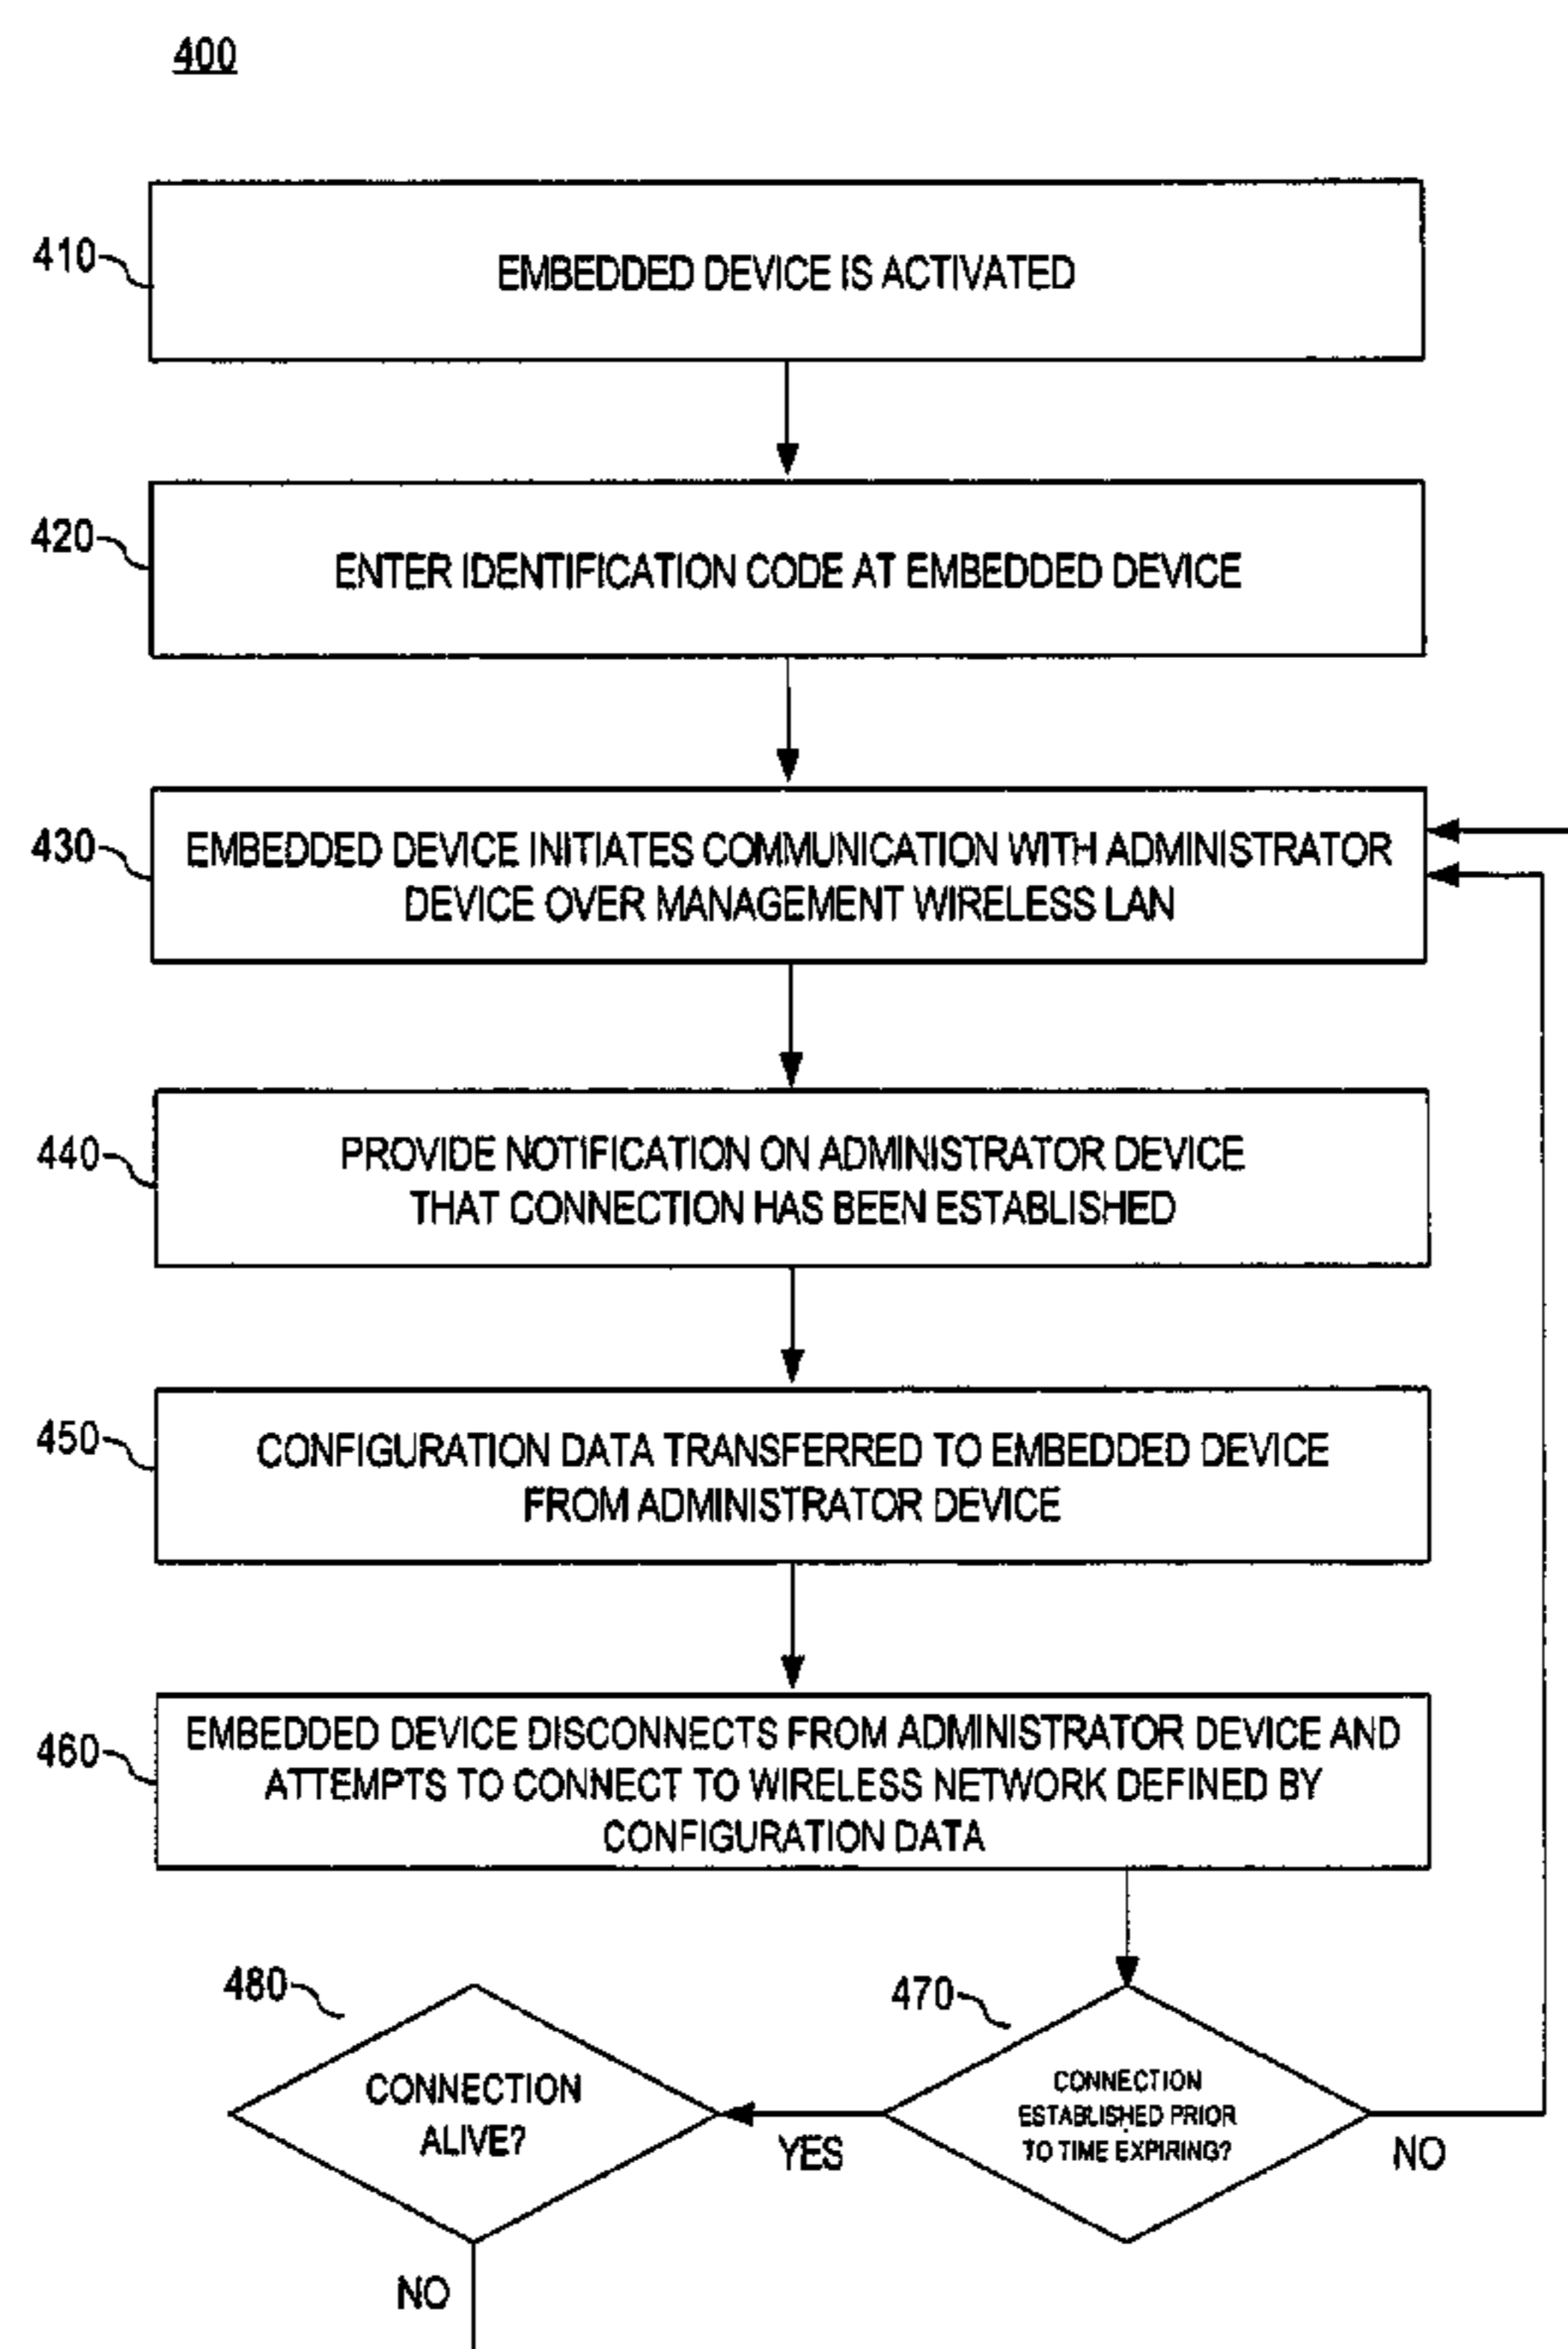 400
410
EMBEDDED DEVICE IS ACTIVATED
420
ENTER IDENTIFICATION CODE AT EMBEDDED DEVICE
430
EMBEDDED DEVICE INITIATES COMMUNICATION WITH ADMINISTRATOR
DEVICE OVER MANAGEMENT WIRELESS LAN
440
PROVIDE NOTIFICATION ON ADMINISTRATOR DEVICE
THAT CONNECTION HAS BEEN ESTABLISHED
450
CONFIGURATION DATA TRANSFERRED TO EMBEDDED DEVICE
FROM ADMINISTRATOR DEVICE
460
EMBEDDED DEVICE DISCONNECTS FROM ADMINISTRATOR DEVICE AND
ATTEMPTS TO CONNECT TO WIRELESS NETWORK DEFINED BY
CONFIGURATION DATA
480
CONNECTION
ALIVE?
NO
YES
470
CONNECTION
ESTABLISHED PRIOR
TO TIME EXPIRING?
NO